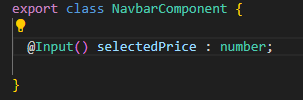 export class NavbarComponent {
@Input() selectedPrice : number;
}